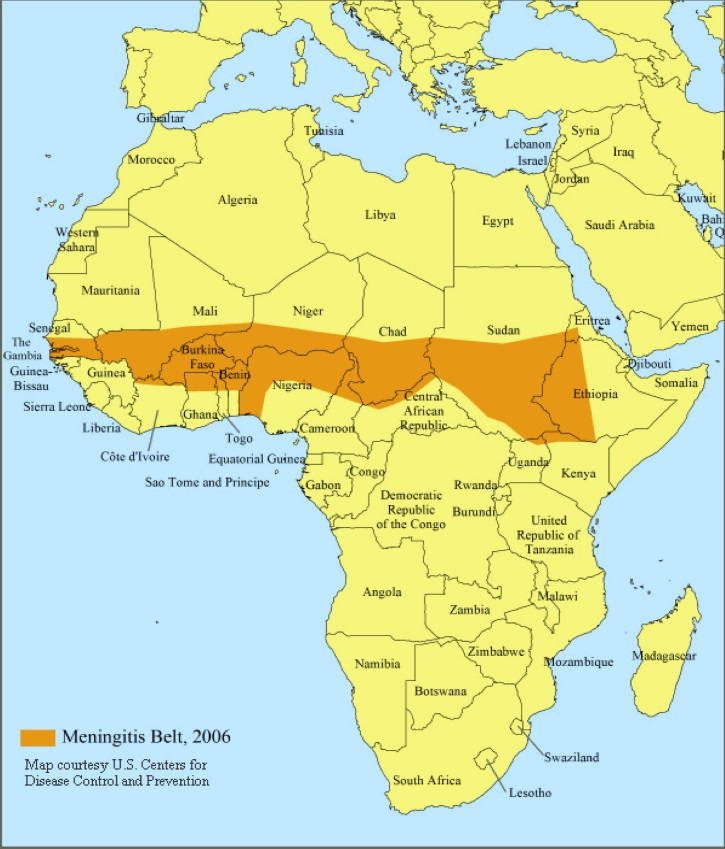 Gibraltar
Tunisia
Morocco
Algeria
Libya
Egypt
Lebanon
Israel
Syria
Iraq
Jordan
Kuwait
Bah
Q
Saudi Arabia
Western
Sahara
Mauritania
Mali
Niger
Chad
Sudan
Eritrea
Yemen
Senegal
The
Gambia
Guinea-
Bissau
Guinea
Burkina
Faso
Benin
Nigeria
Djibouti
Somalia
Ethiopia
Sierra Leone
Liberia
Ghana
Togo
Côte d'Ivoire
Cameroon
Central
African
Republic
Equatorial Guinea
Sao Tome and Principe
Gabon
Congo
Uganda
Kenya
Rwanda
Burundi
Democratic
Republic
of the Congo
United
Republic of
Tanzania
Angola
Zambia
Malawi
Zimbabwe
Mozambique
Madagascar
Namibia
Botswana
Swaziland
South Africa
Lesotho
Meningitis Belt, 2006
Map courtesy U.S. Centers for
Disease Control and Prevention